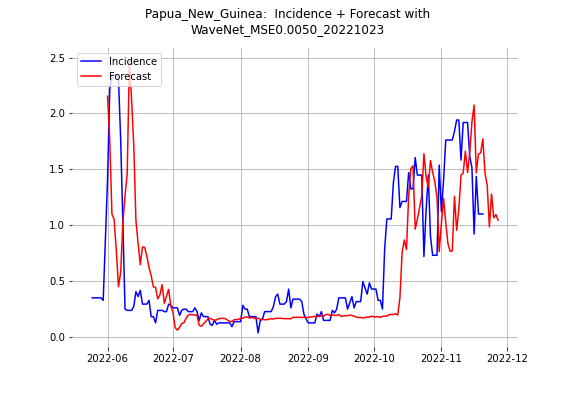 Papua_New_Guinea:  Incidence + Forecast with
WaveNet_MSE0.0050_20221023
Incidence
Forecast
2.5
2.0
1.5
1.0
0.5
0.0
2022-06 2022-07 2022-08 2022-09 2022-10 2022-11 2022-12